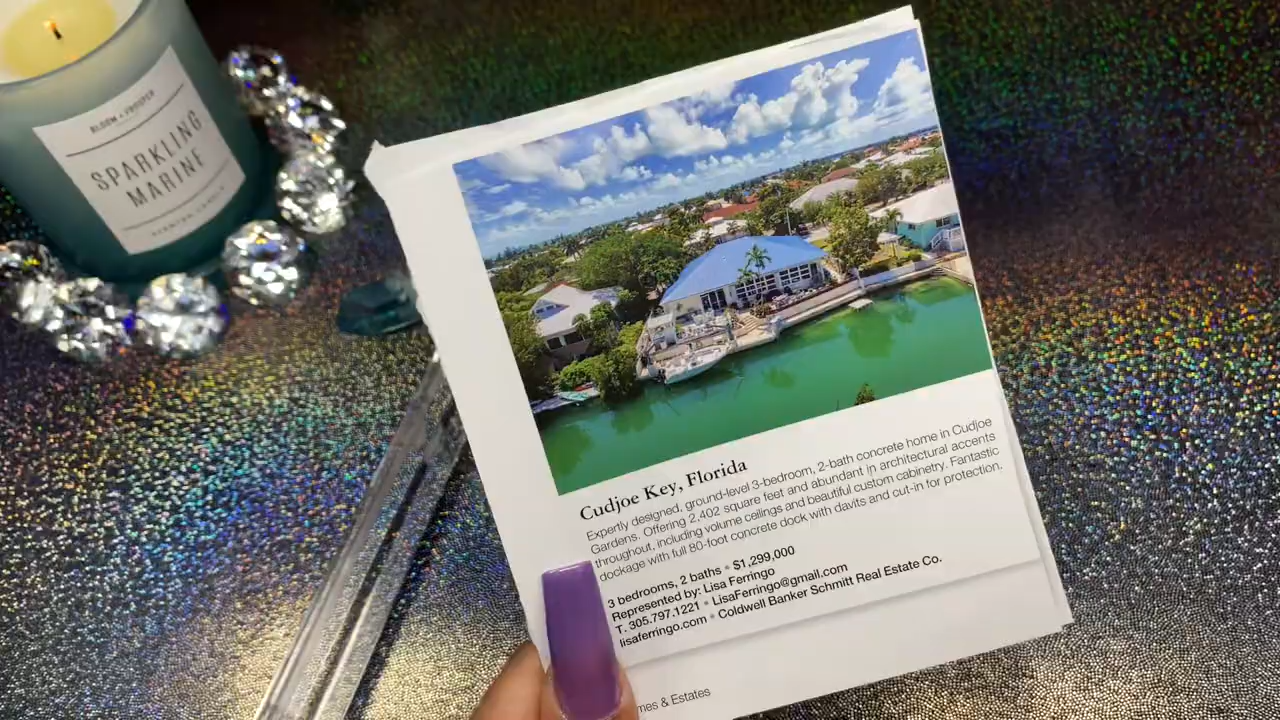 BLOOM + PROSPER
SPARKLING
MARINE
SCENTED CANDLE
Cudjoe Key, Florida
Expertly designed, ground-level 3-bedroom, 2-bath concrete home in Cudjoe
Gardens. Offering 2,402 square feet and abundant in architectural accents
throughout, including volume ceilings and beautiful custom cabinetry. Fantastic
dockage with full 80-foot concrete dock with davits and cut-in for protection.
3 bedrooms, 2 baths • $1,299,000
Represented by: Lisa Ferringo
T. 305.797.1221 • LisaFerringo@gmail.com
lisaferringo.com • Coldwell Banker Schmitt Real Estate Co.
mes & Estates